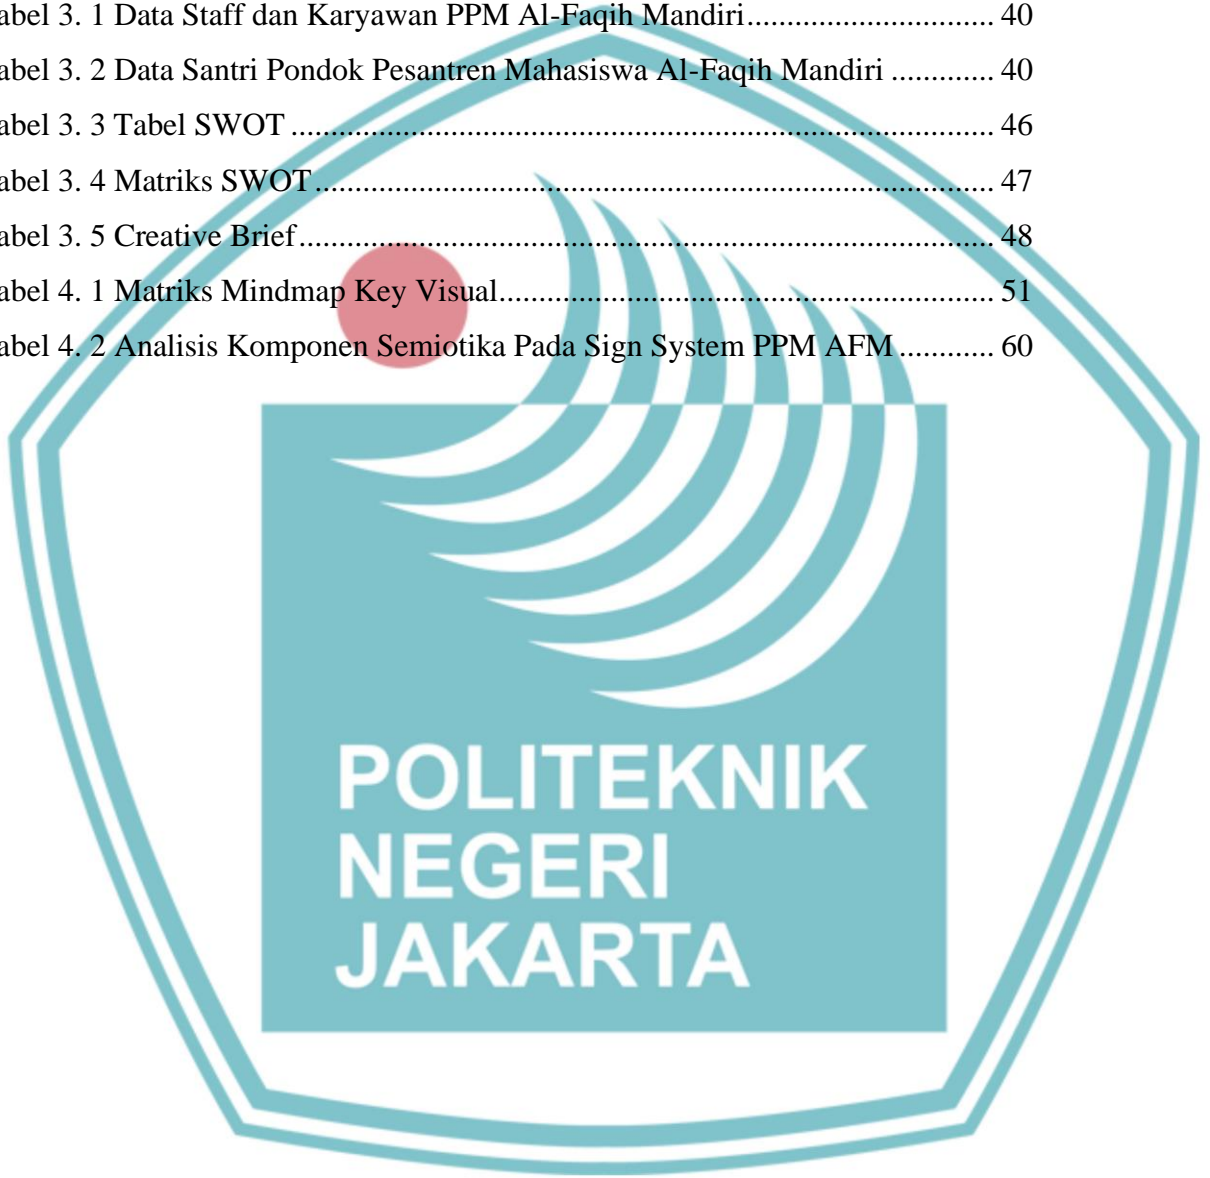 abel 3. 1 Data Staff dan Karyawan PPM Al-Faqih Mandiri.............................. 40
abel 3. 2 Data Santri Pondok Pesantren Mahasiswa Al-Faqih Mandiri ............. 40
abel 3. 3 Tabel SWOT ..................................................................................... 46
abel 3. 4 Matriks SWOT.................................................................................. 47
abel 3. 5 Creative Brief.................................................................................... 48
abel 4. 1 Matriks Mindmap Key Visual............................................................ 51
abel 4. 2 Analisis Komponen Semiotika Pada Sign System PPM AFM ............ 60
POLITEKNIK
NEGERI
JAKARTA